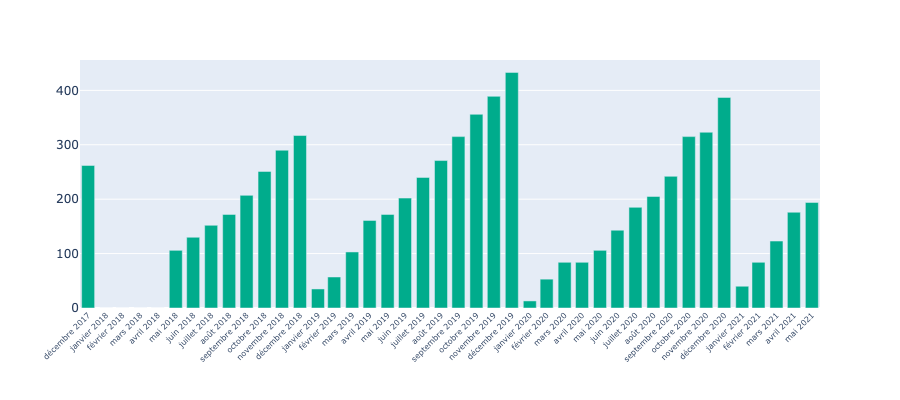 400
300
200
100
0
décembre 2017
janvier 2018
février 2018
mars 2018
avril 2018
mai 2018
juin 2018
juillet 2018
août 2018
septembre 2018
octobre 2018
novembre 2018
décembre 2018
janvier 2019
février 2019
mars 2019
avril 2019
mai 2019
juin 2019
juillet 2019
août 2019
septembre 2019
octobre 2019
novembre 2019
décembre 2019
janvier 2020
février 2020
mars 2020
avril 2020
mai 2020
juin 2020
juillet 2020
août 2020
septembre 2020
octobre 2020
novembre 2020
décembre 2020
janvier 2021
février 2021
mars 2021
avril 2021
mai 2021